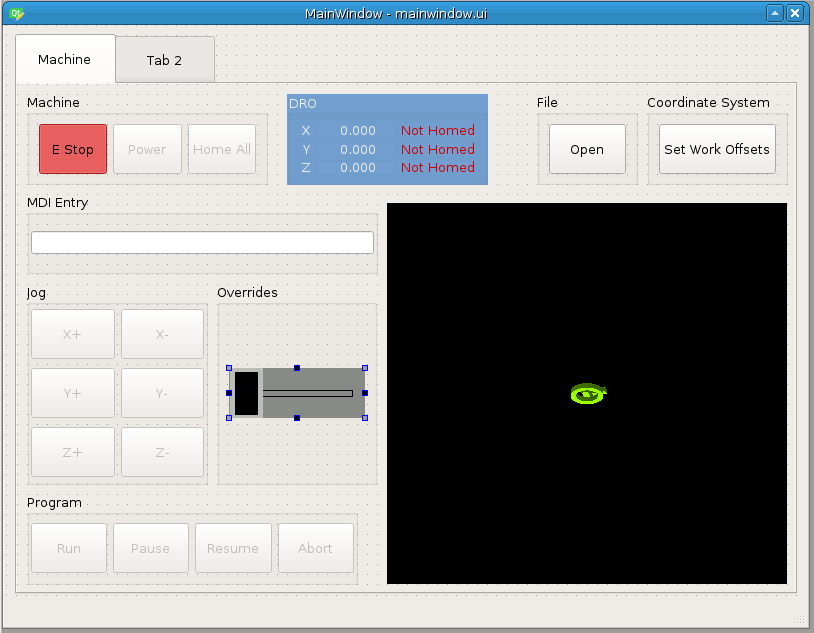 MainWindow - mainwindow.ui
Machine
Tab 2
Machine
E Stop
Power
Home All
DRO
X 0.000 Not Homed
Y 0.000 Not Homed
Z 0.000 Not Homed
File
Open
Coordinate System
Set Work Offsets
MDI Entry
Jog
X+
X-
Y+
Y-
Z+
Z-
Overrides
Program
Run
Pause
Resume
Abort